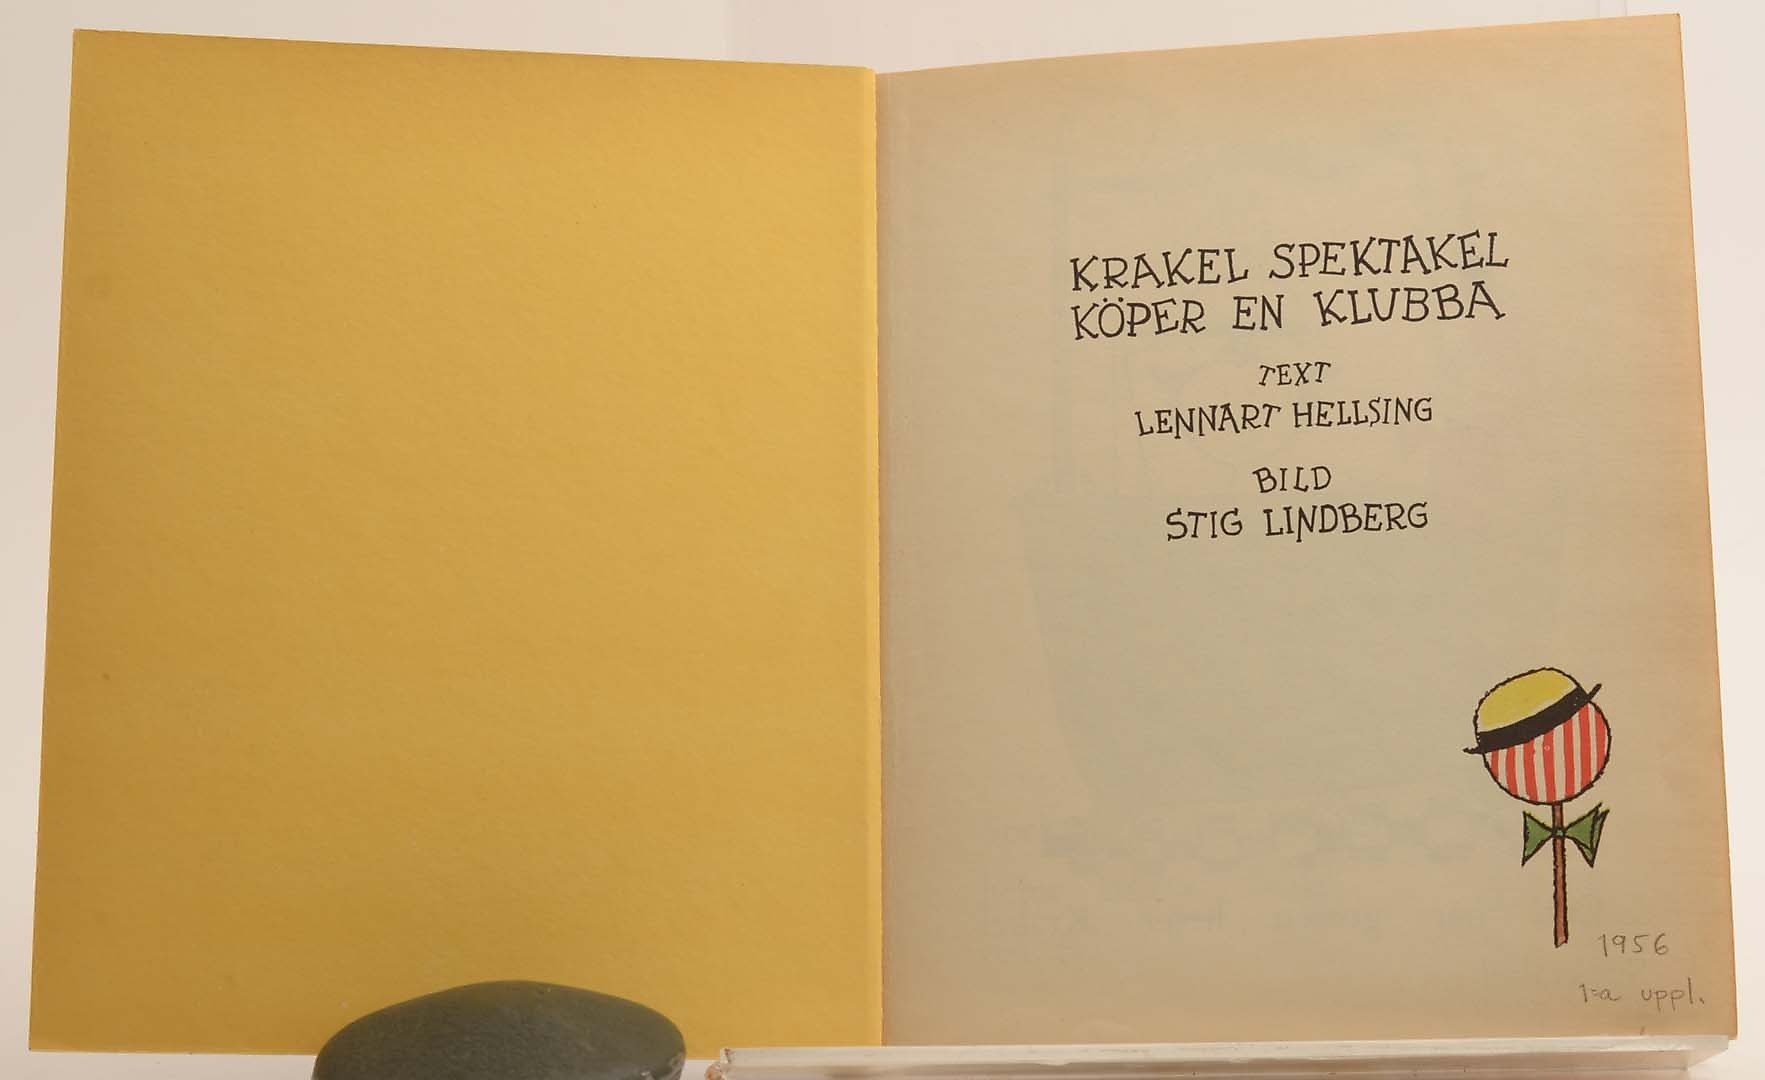 KRAKEL SPEKTAKEL
KÖPER EN KLUBBA
TEXT
LENNART HELLSING
BILD
STIG LINDBERG
1956
1:a uppl.